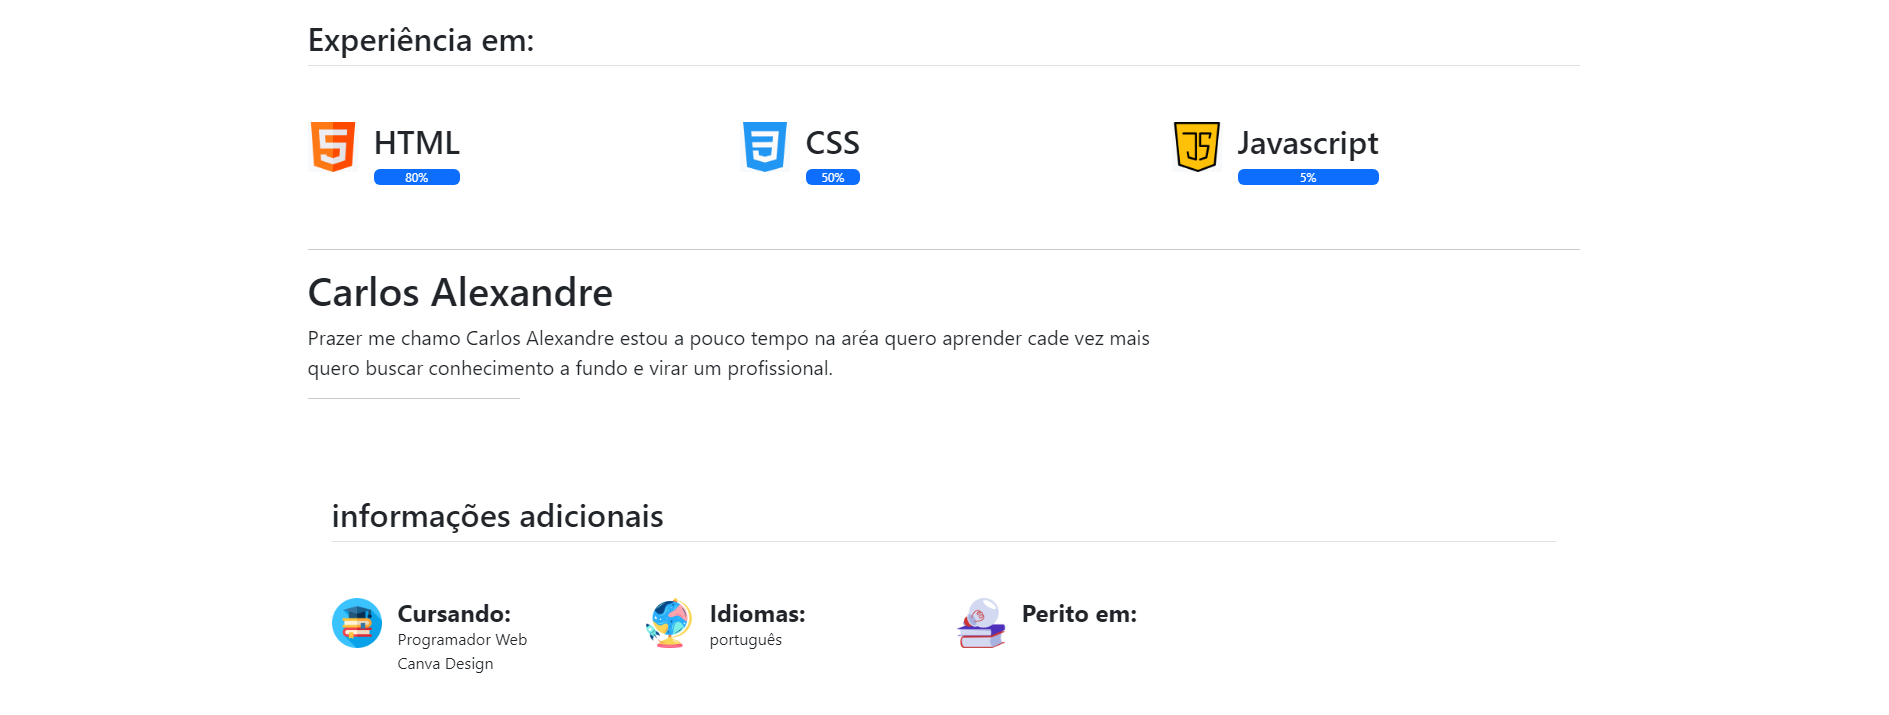 Experiência em:
HTML
80%
CSS
50%
JS
Javascript
5%
Carlos Alexandre
Prazer me chamo Carlos Alexandre estou a pouco tempo na aréa quero aprender cade vez mais
quero buscar conhecimento a fundo e virar um profissional.
informações adicionais
Cursando:
Programador Web
Canva Design
Idiomas:
português
Perito em: